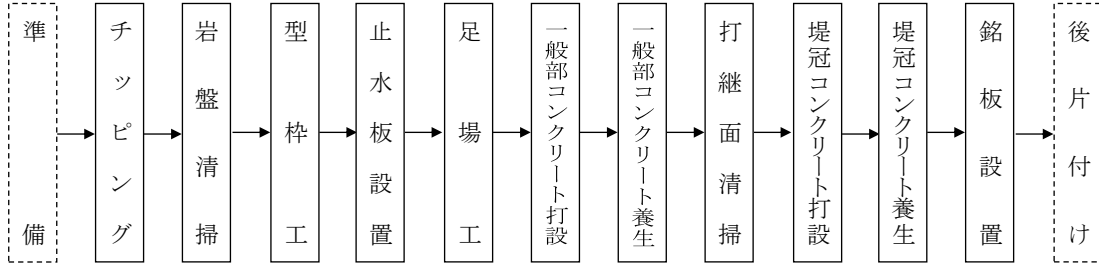 準備
チッピング
岩盤清掃
型枠工
止水板設置
足場工
一般部コンクリート打設
一般部コンクリート養生
打継面清掃
堤冠コンクリート打設
堤冠コンクリート養生
銘板設置
後片付け